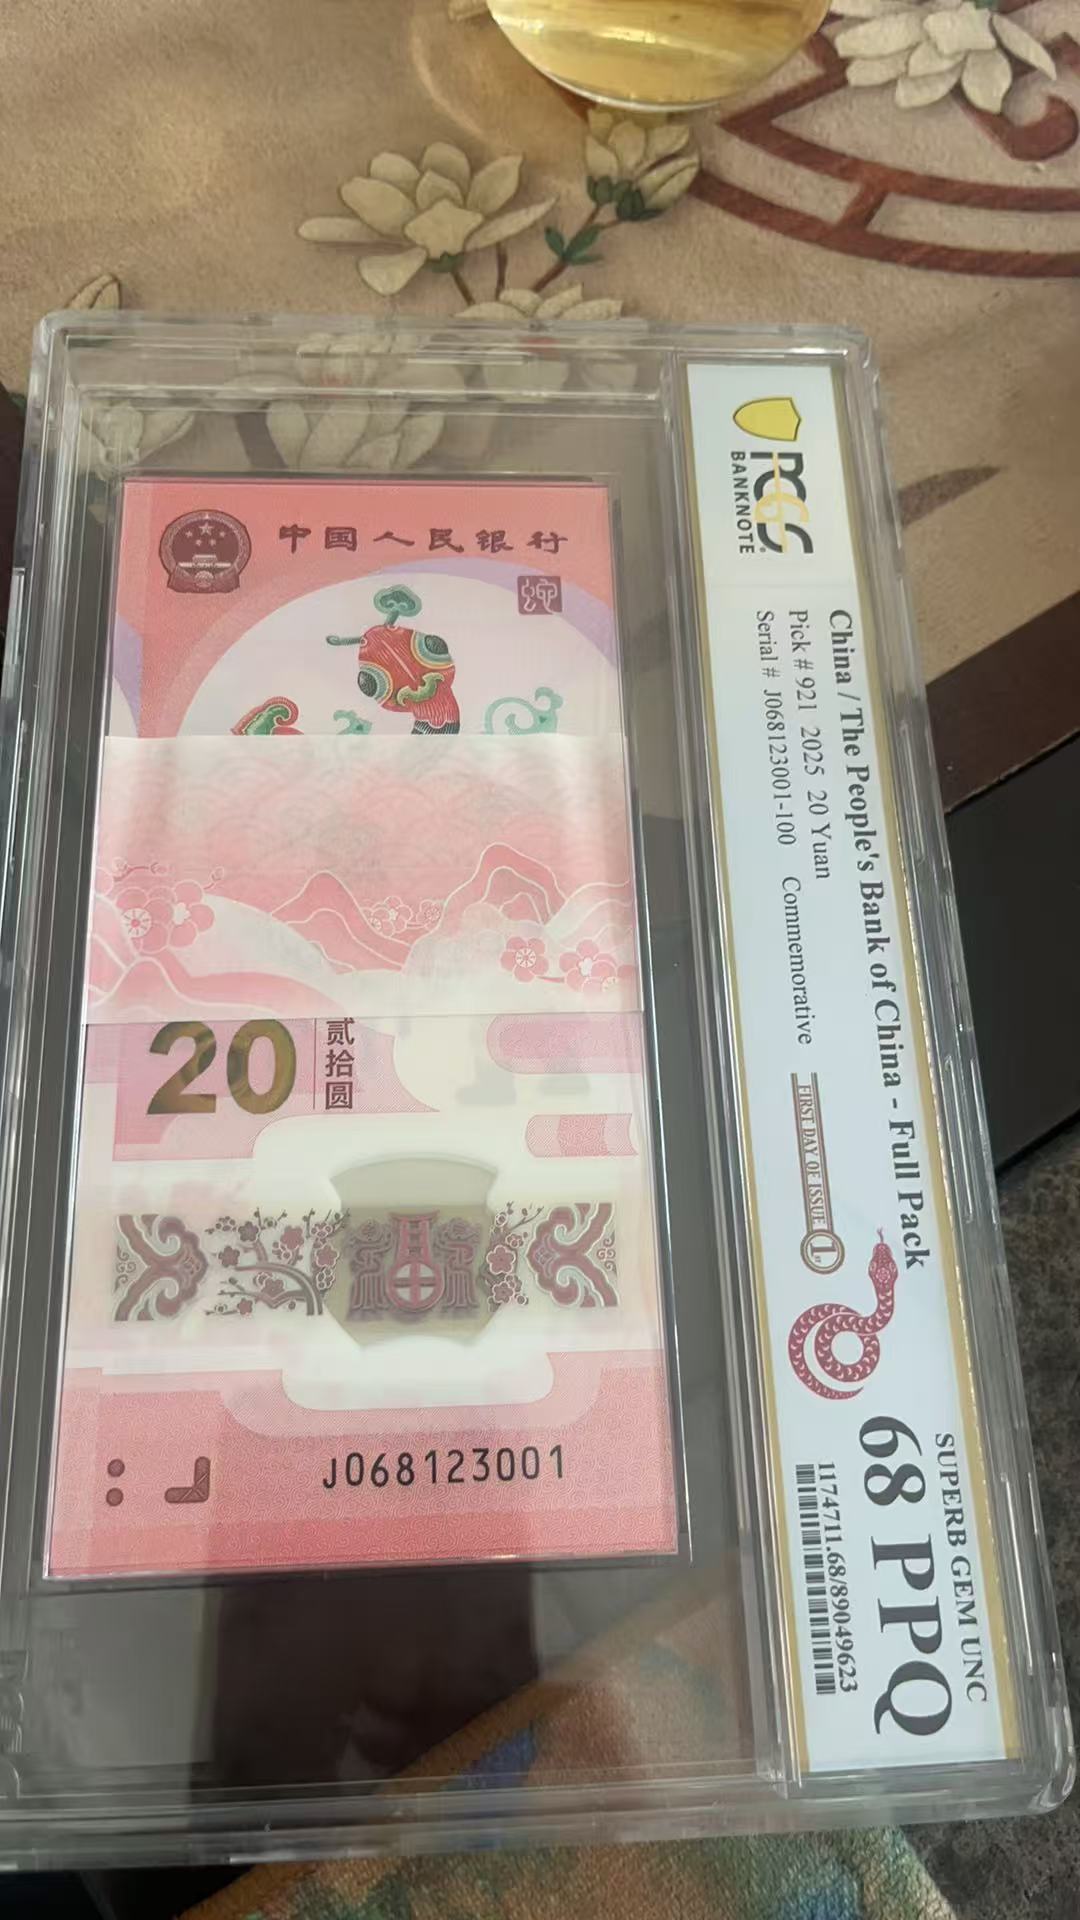 中国人民银行
20
贰拾圆
J068123001
PCGS
BANKNOTE
China / The People's Bank of China - Full Pack
Pick # 921 2025 20 Yuan
Serial # J068123001-100 Commemorative
FIRST DAY OF ISSUE 1st
SUPERB GEM UNC
68 PPQ
1174711.68/89049623